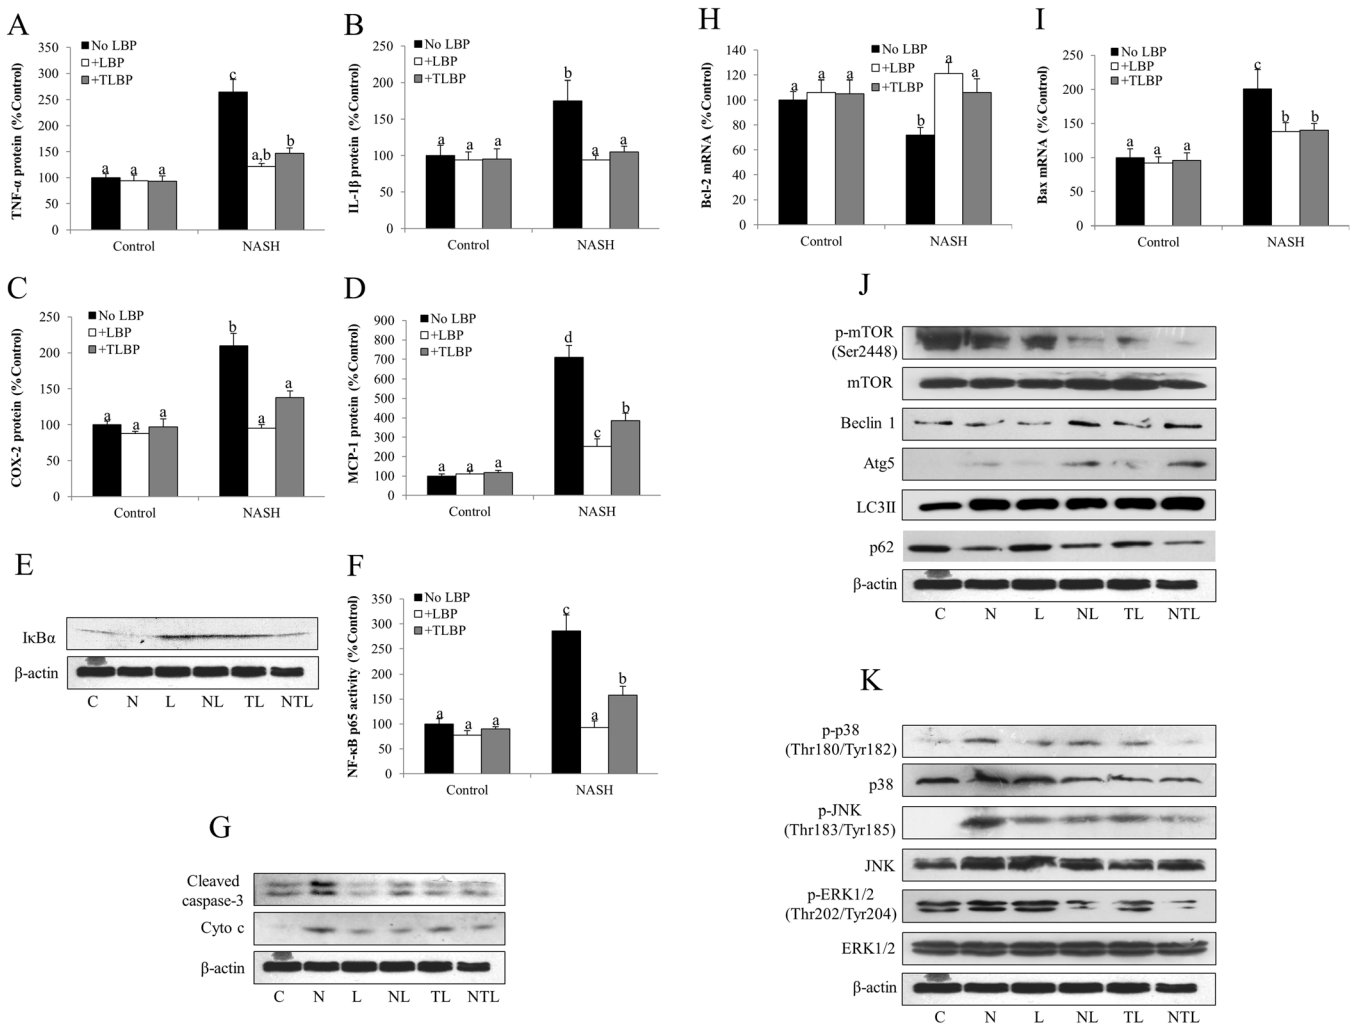 A
TNF-α protein (%Control)
350
300
250
200
150
100
50
0
No LBP
+LBP
+TLBP
a
a
a
c
a,b
b
Control
NASH
B
IL-1β protein (%Control)
250
200
150
100
50
0
No LBP
+LBP
+TLBP
a
a
a
b
a
a
Control
NASH
C
COX-2 protein (%Control)
250
200
150
100
50
0
No LBP
+LBP
+TLBP
a
a
a
b
a
a
Control
NASH
D
MCP-1 protein (%Control)
900
800
700
600
500
400
300
200
100
0
No LBP
+LBP
+TLBP
a
a
a
d
c
b
Control
NASH
E
IκBα
β-actin
C N L NL TL NTL
F
NF-κB p65 activity (%Control)
350
300
250
200
150
100
50
0
No LBP
+LBP
+TLBP
a
a
a
c
a
b
Control
NASH
G
Cleaved
caspase-3
Cyto c
β-actin
C N L NL TL NTL
H
Bcl-2 mRNA (%Control)
140
120
100
80
60
40
20
0
No LBP
+LBP
+TLBP
a
a
a
b
a
a
Control
NASH
I
Bax mRNA (%Control)
250
200
150
100
50
0
No LBP
+LBP
+TLBP
a
a
a
c
b
b
Control
NASH
J
p-mTOR
(Ser2448)
mTOR
Beclin 1
Atg5
LC3II
p62
β-actin
C N L NL TL NTL
K
p-p38
(Thr180/Tyr182)
p38
p-JNK
(Thr183/Tyr185)
JNK
p-ERK1/2
(Thr202/Tyr204)
ERK1/2
β-actin
C N L NL TL NTL